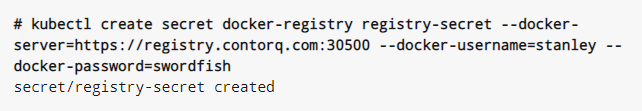 # kubectl create secret docker-registry registry-secret --docker-
server=https://registry.contorq.com:30500 --docker-username=stanley --
docker-password=swordfish
secret/registry-secret created